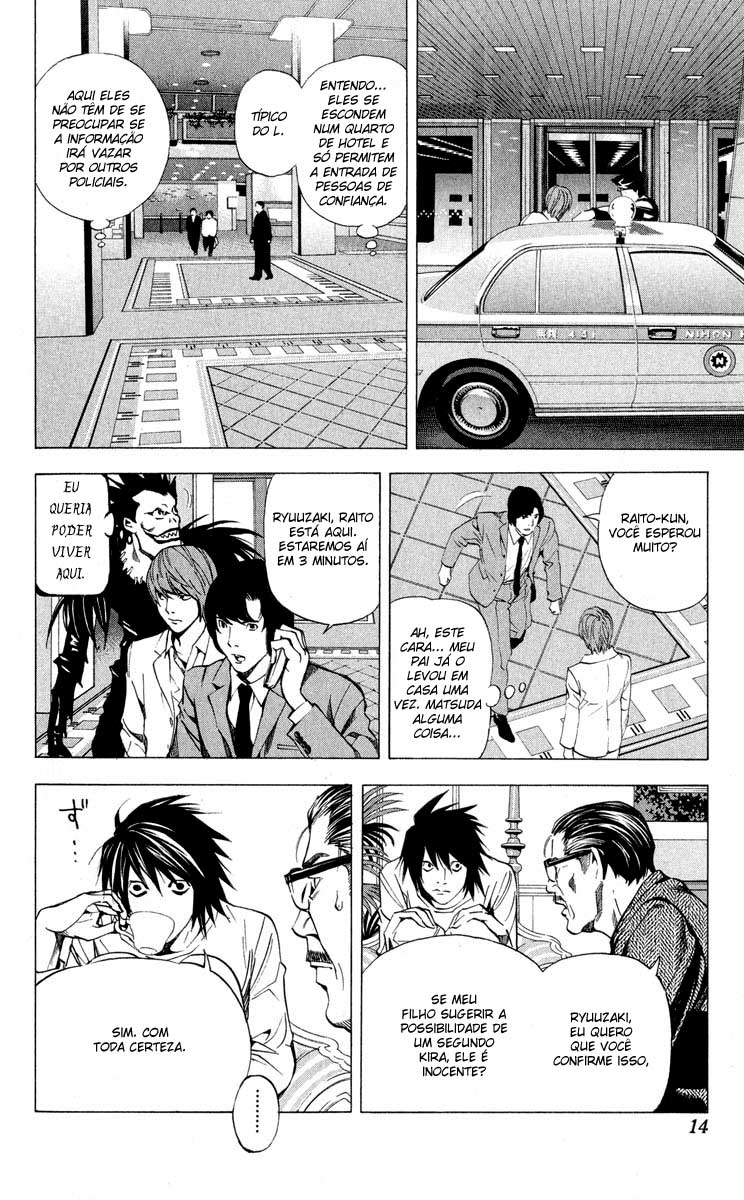 無 431
NIHON K
N
ENTENDO...
ELES SE
ESCONDEM
NUM QUARTO
DE HOTEL E
SÓ PERMITEM
A ENTRADA DE
PESSOAS DE
CONFIANÇA.
TÍPICO
DO L.
AQUI ELES
NÃO TÊM DE SE
PREOCUPAR SE
A INFORMAÇÃO
IRÁ VAZAR
POR OUTROS
POLICIAIS.
RAITO-KUN,
VOCÊ ESPEROU
MUITO?
AH, ESTE
CARA... MEU
PAI JÁ O
LEVOU EM
CASA UMA
VEZ. MATSUDA
ALGUMA
COISA...
RYUUZAKI, RAITO
ESTÁ AQUI.
ESTAREMOS AÍ
EM 3 MINUTOS.
EU
QUERIA
PODER
VIVER
AQUI.
RYUUZAKI,
EU QUERO
QUE VOCÊ
CONFIRME ISSO,
SE MEU
FILHO SUGERIR A
POSSIBILIDADE DE
UM SEGUNDO
KIRA, ELE É
INOCENTE?
ず...
SIM. COM
TODA CERTEZA.
.........
14